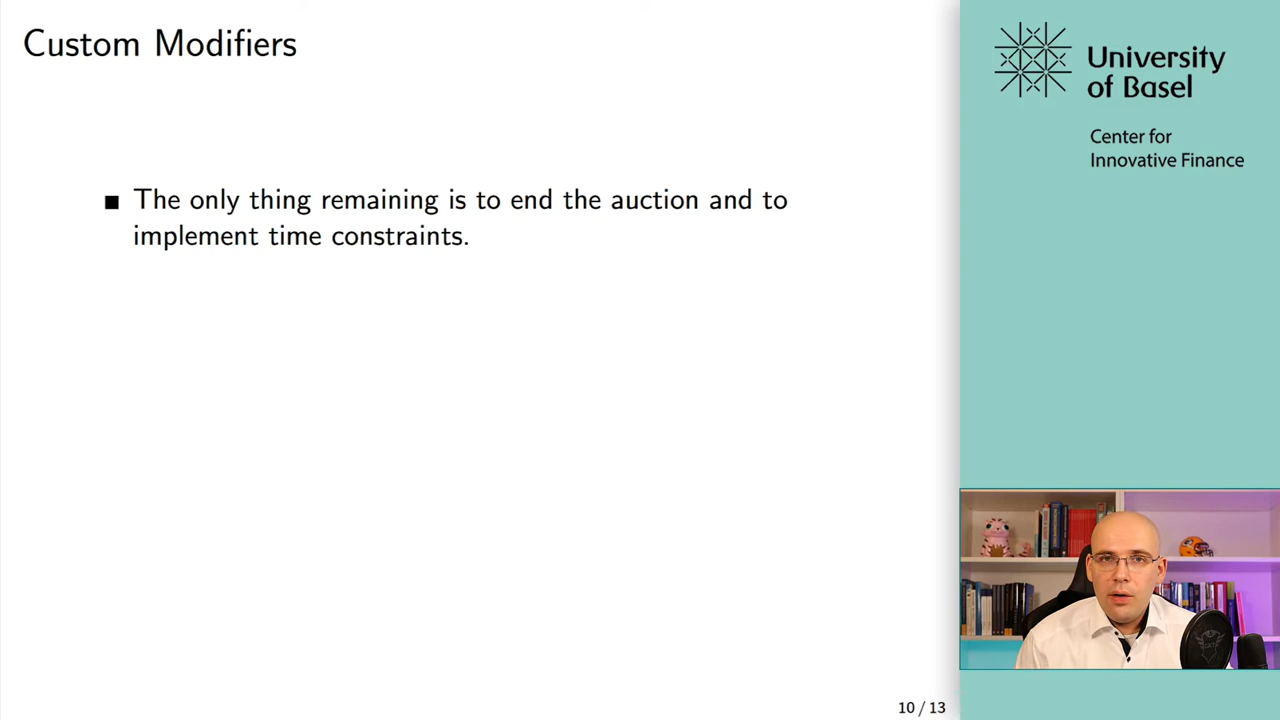 Custom Modifiers
The only thing remaining is to end the auction and to
implement time constraints.
University
of Basel
Center for
Innovative Finance
10 / 13